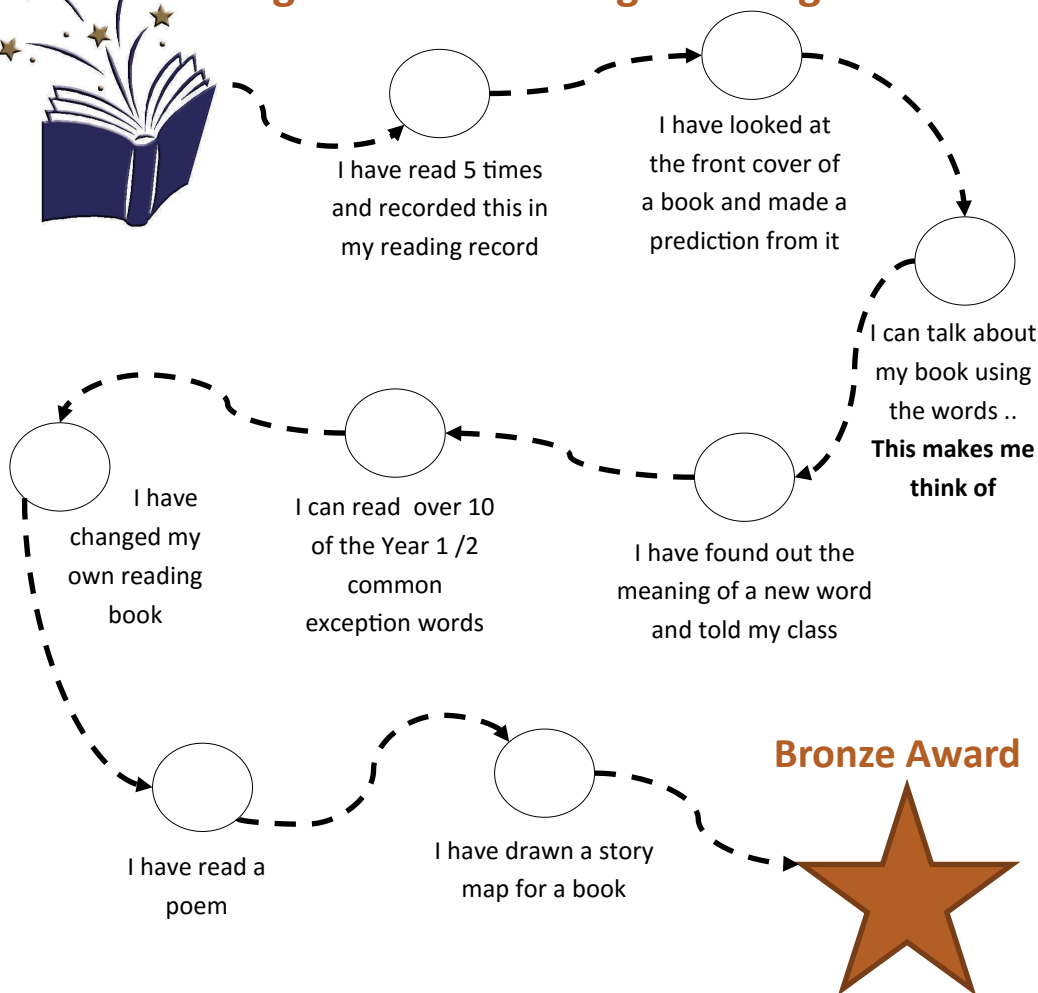 I have read 5 times
and recorded this in
my reading record
I have looked at
the front cover of
a book and made a
prediction from it
I can talk about
my book using
the words ..
This makes me
think of
I have found out the
meaning of a new word
and told my class
I can read  over 10
of the Year 1 /2
common
exception words
I have
changed my
own reading
book
I have read a
poem
I have drawn a story
map for a book
Bronze Award